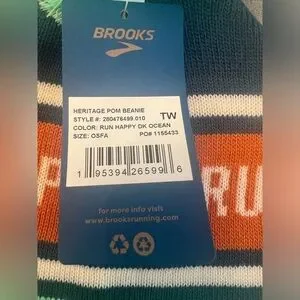 BROOKS
HERITAGE POM BEANIE
STYLE #: 280476499.010
TW
COLOR: RUN HAPPY DK OCEAN
SIZE: OSFA
PO# 1155433
1 95394 26599 6
for more info visit
www.brooksrunning.com
RU